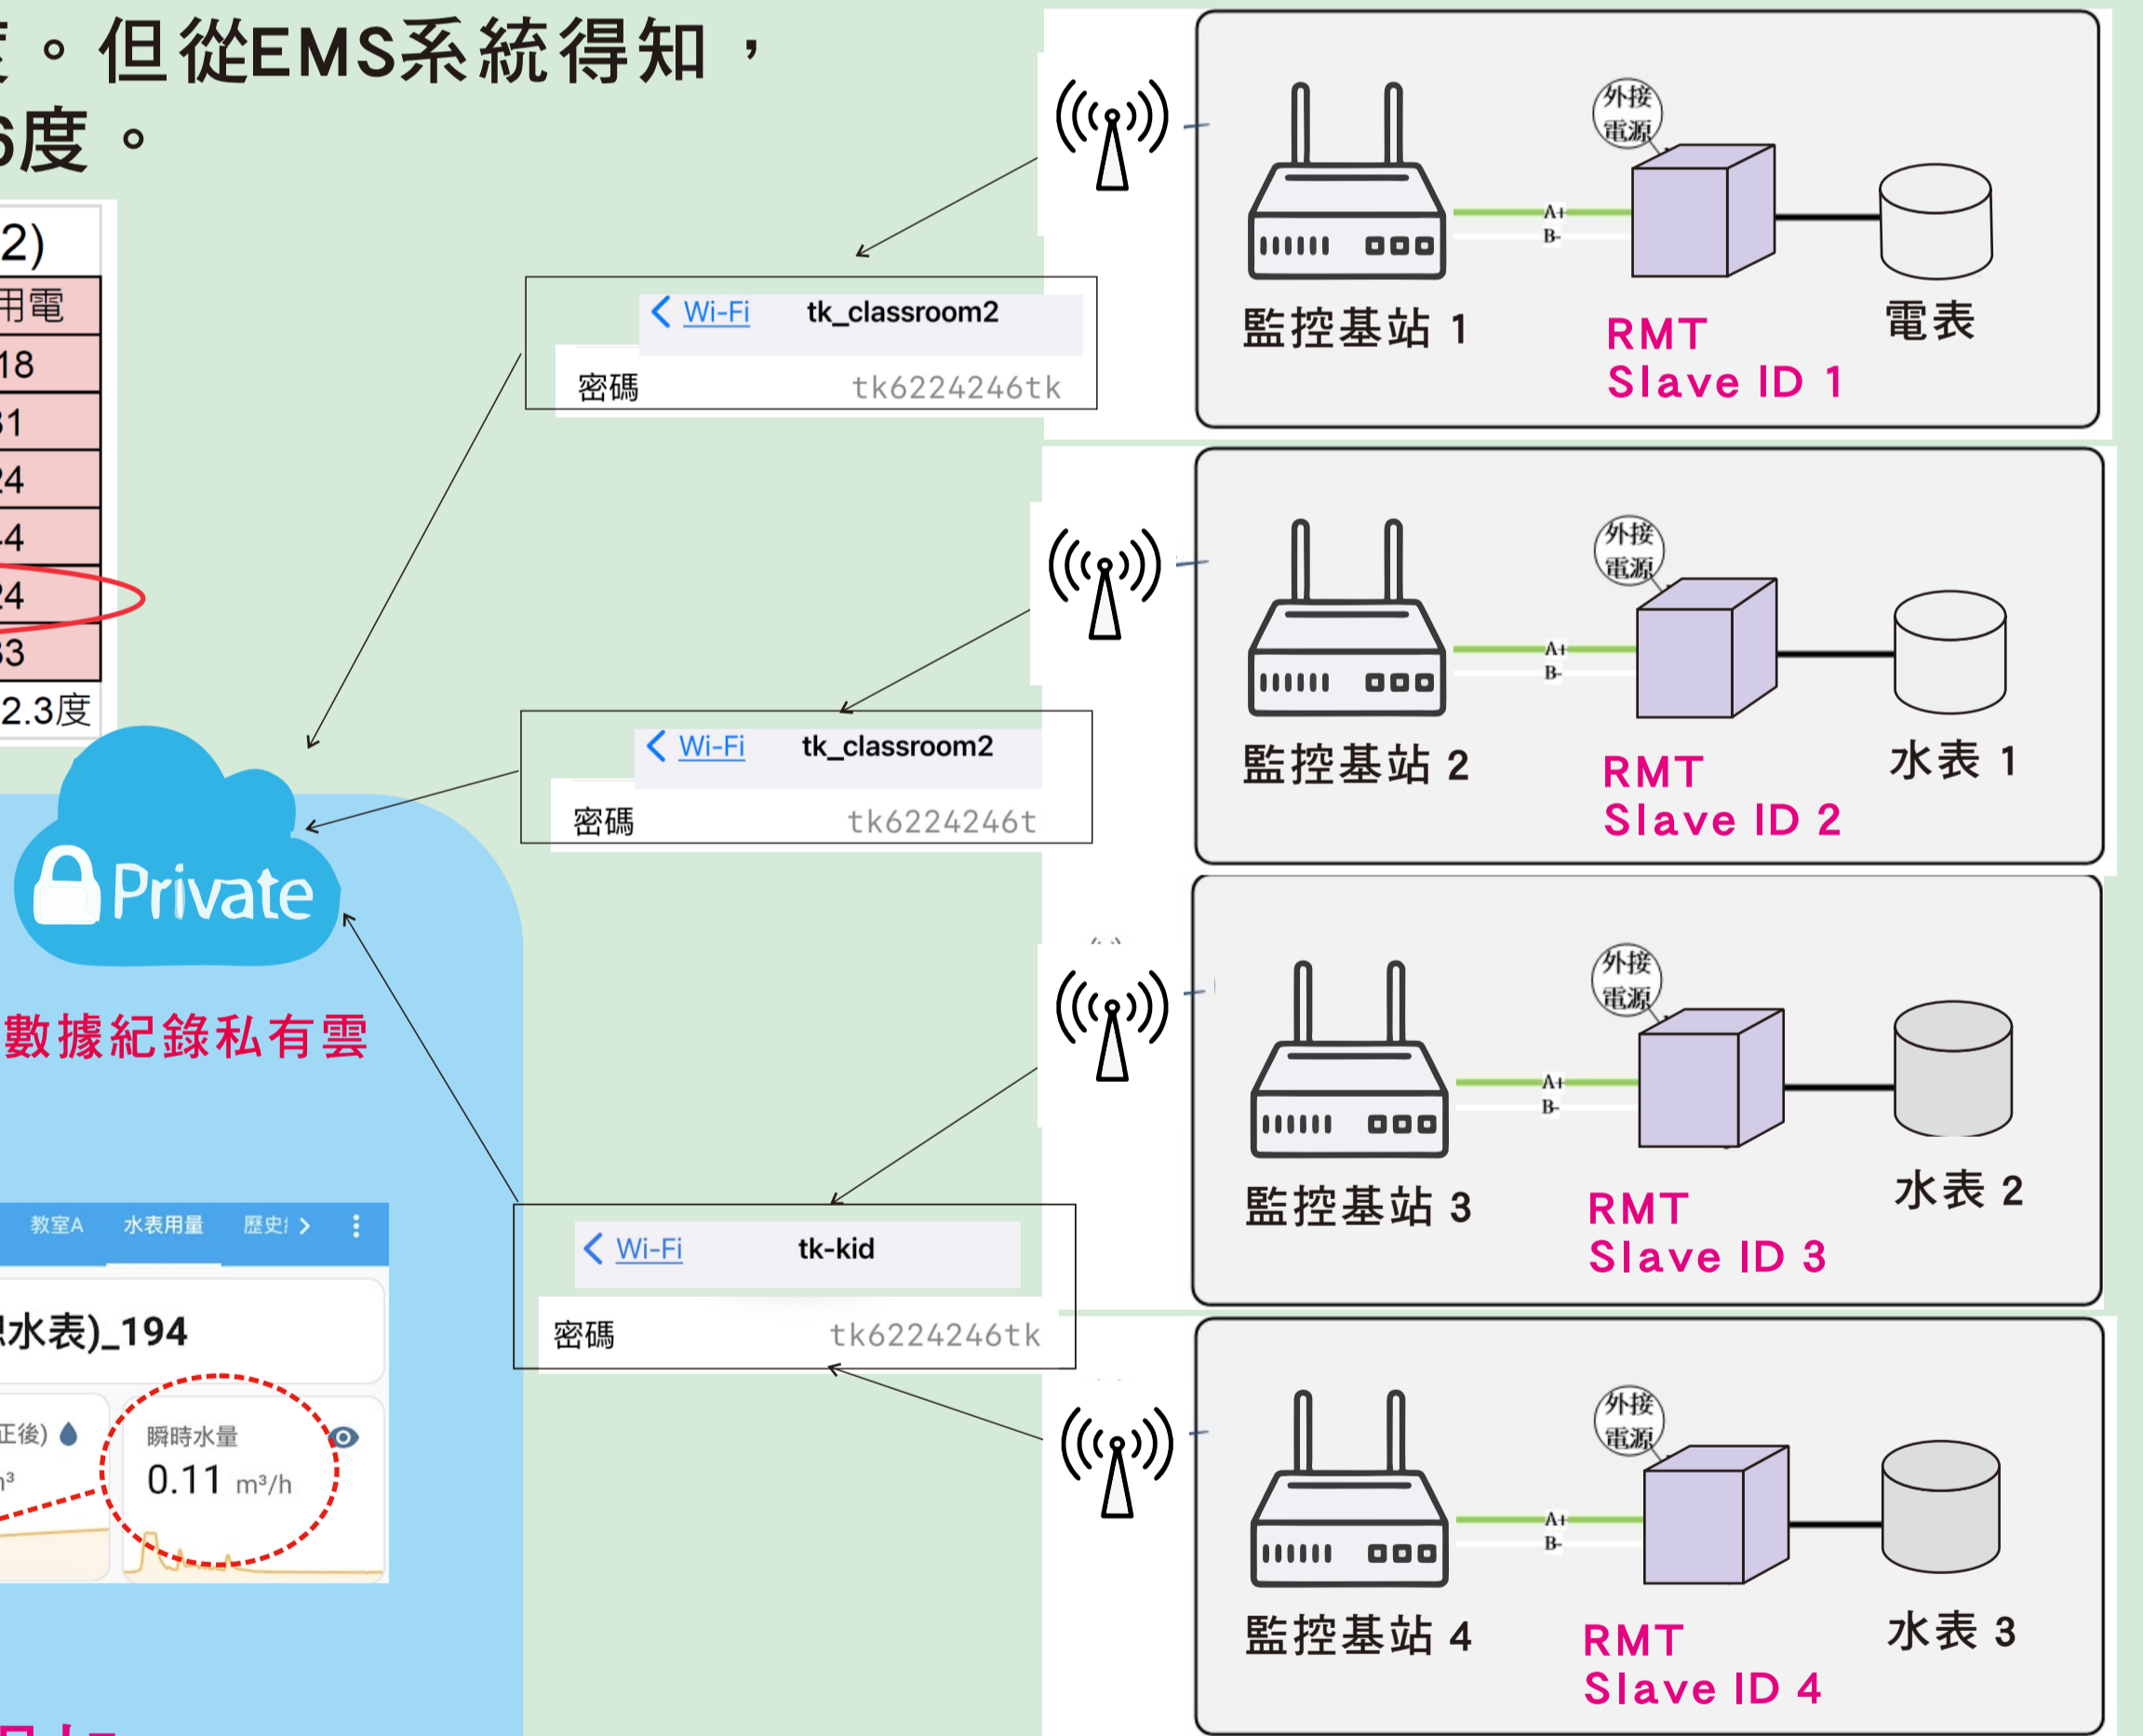 。但從EMS系統得知，
6度。
2)
用電
18
31
24
44
24
33
2.3度
Private
數據紀錄私有雲
教室A 水表用量 歷史
水表)_194
正後)
瞬時水量
0.11 m³/h
Wi-Fi tk_classroom2
密碼 tk6224246tk
Wi-Fi tk_classroom2
密碼 tk6224246t
Wi-Fi tk-kid
密碼 tk6224246tk
外接
電源
A+
B-
監控基站 1
RMT
Slave ID 1
電表
外接
電源
A+
B-
監控基站 2
RMT
Slave ID 2
水表 1
外接
電源
A+
B-
監控基站 3
RMT
Slave ID 3
水表 2
外接
電源
A+
B-
監控基站 4
RMT
Slave ID 4
水表 3